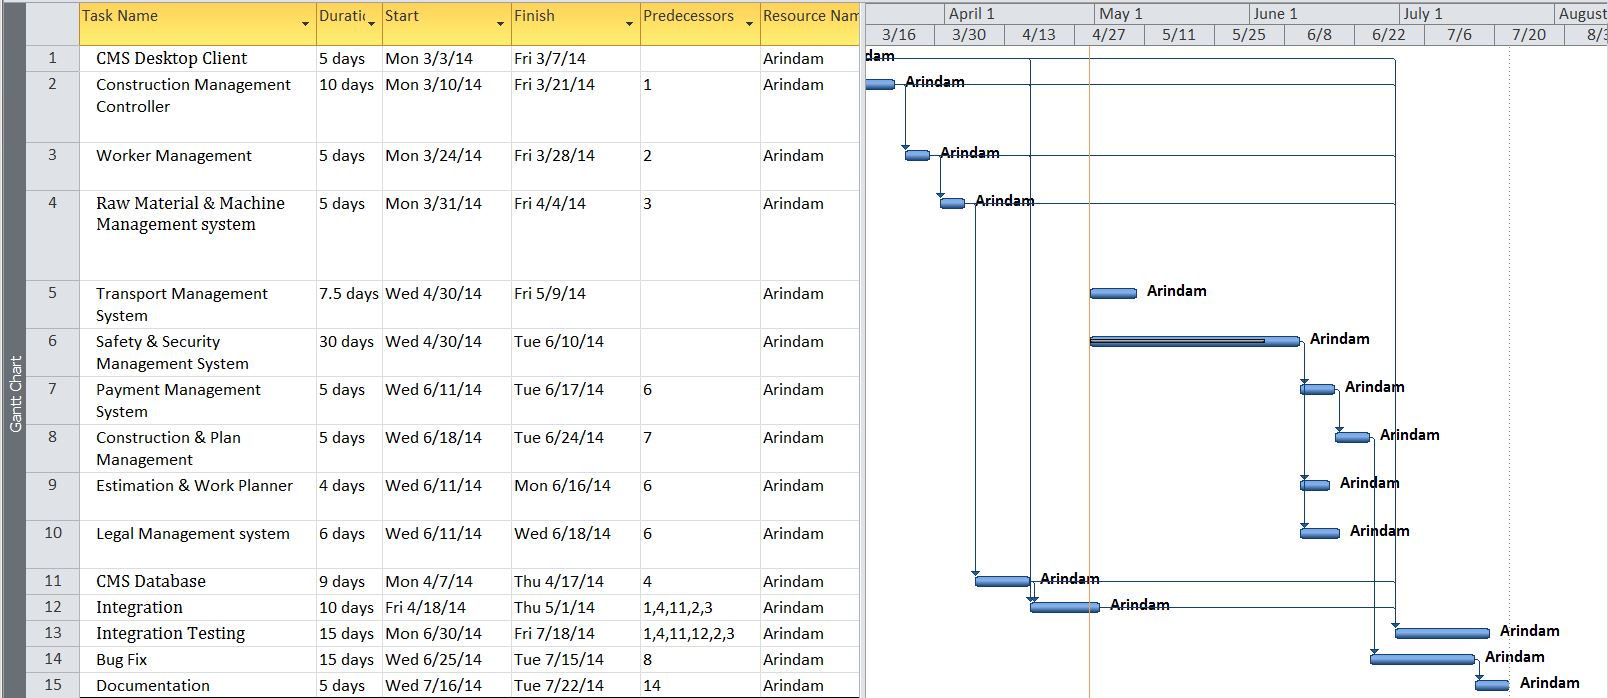 Task Name Duratic Start Finish Predecessors Resource Nam
April 1 May 1 June 1 July 1 August
3/16 3/30 4/13 4/27 5/11 5/25 6/8 6/22 7/6 7/20 8/3
1 CMS Desktop Client 5 days Mon 3/3/14 Fri 3/7/14 Arindam dam
2 Construction Management 10 days Mon 3/10/14 Fri 3/21/14 1 Arindam Arindam
Controller
3 Worker Management 5 days Mon 3/24/14 Fri 3/28/14 2 Arindam Arindam
4 Raw Material & Machine 5 days Mon 3/31/14 Fri 4/4/14 3 Arindam Arindam
Management system
5 Transport Management 7.5 days Wed 4/30/14 Fri 5/9/14 Arindam Arindam
System
6 Safety & Security 30 days Wed 4/30/14 Tue 6/10/14 Arindam Arindam
Management System
Gantt Chart
7 Payment Management 5 days Wed 6/11/14 Tue 6/17/14 6 Arindam Arindam
System
8 Construction & Plan 5 days Wed 6/18/14 Tue 6/24/14 7 Arindam Arindam
Management
9 Estimation & Work Planner 4 days Wed 6/11/14 Mon 6/16/14 6 Arindam Arindam
10 Legal Management system 6 days Wed 6/11/14 Wed 6/18/14 6 Arindam Arindam
11 CMS Database 9 days Mon 4/7/14 Thu 4/17/14 4 Arindam Arindam
12 Integration 10 days Fri 4/18/14 Thu 5/1/14 1,4,11,2,3 Arindam Arindam
13 Integration Testing 15 days Mon 6/30/14 Fri 7/18/14 1,4,11,12,2,3 Arindam Arindam
14 Bug Fix 15 days Wed 6/25/14 Tue 7/15/14 8 Arindam Arindam
15 Documentation 5 days Wed 7/16/14 Tue 7/22/14 14 Arindam Arindam